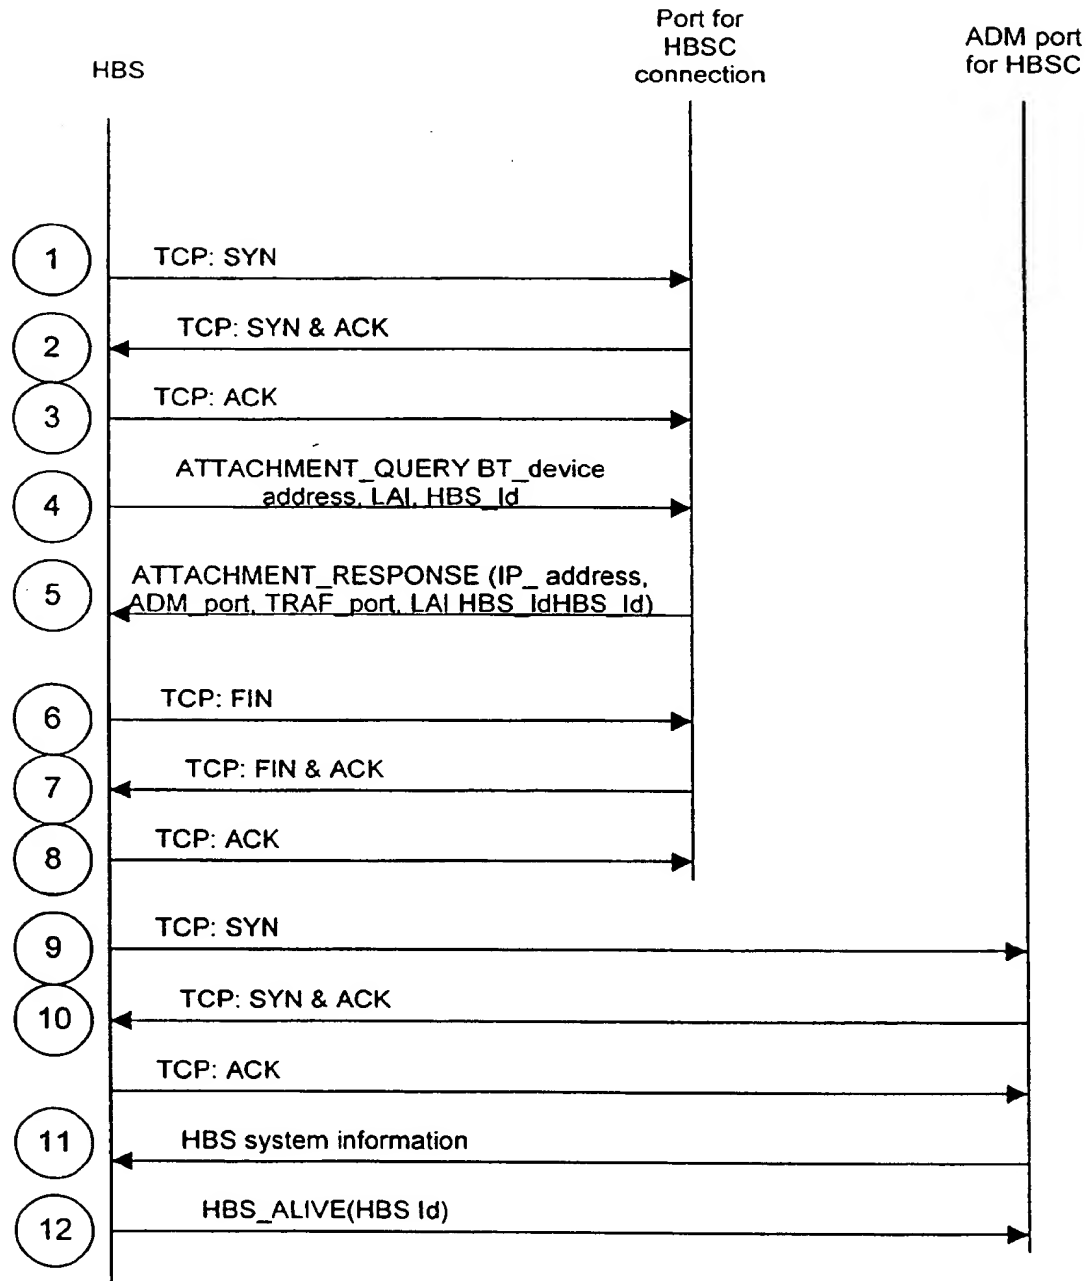 HBS
Port for
HBSC
connection
ADM port
for HBSC
1
TCP: SYN
2
TCP: SYN & ACK
3
TCP: ACK
4
ATTACHMENT_QUERY BT_device
address, LAI, HBS_Id
5
ATTACHMENT_RESPONSE (IP_ address,
ADM_port, TRAF_port, LAI HBS_IdHBS_Id)
6
TCP: FIN
7
TCP: FIN & ACK
8
TCP: ACK
9
TCP: SYN
10
TCP: SYN & ACK
TCP: ACK
11
HBS system information
12
HBS_ALIVE(HBS Id)